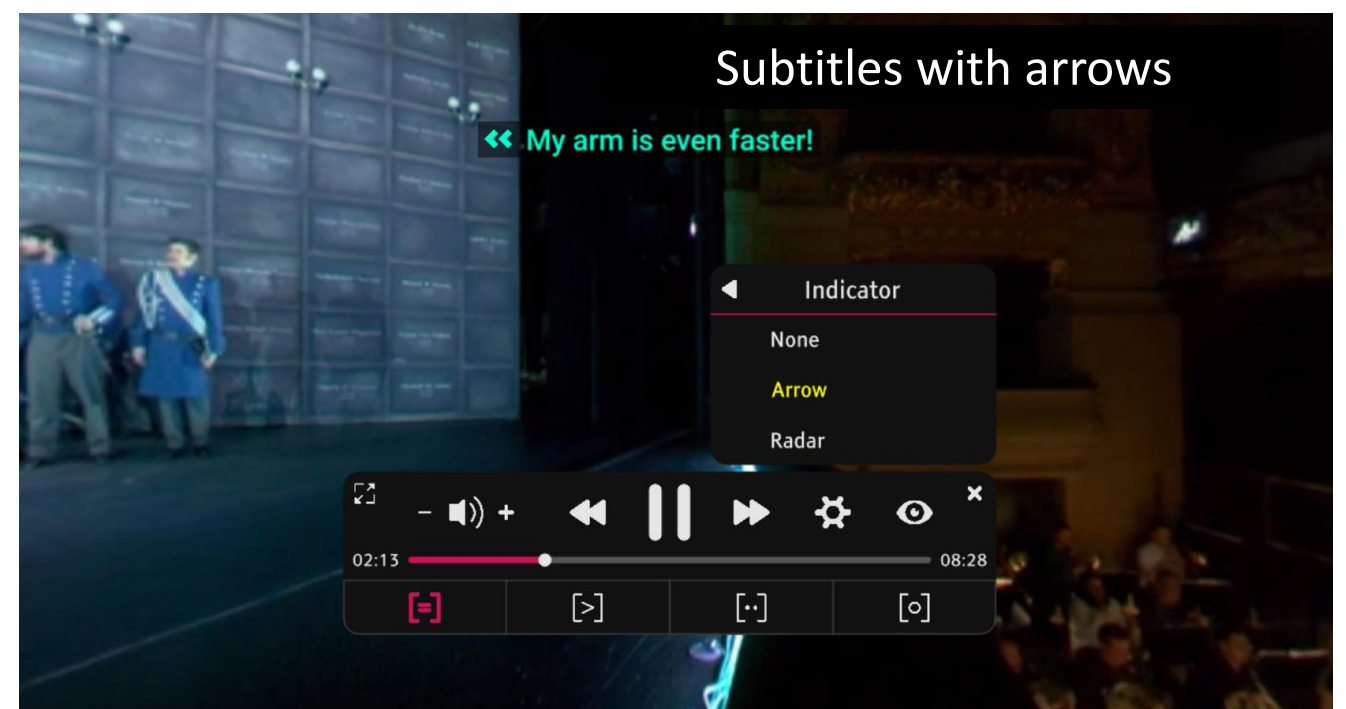 Subtitles with arrows
My arm is even faster!
Indicator
None
Arrow
Radar
02:13
08:28